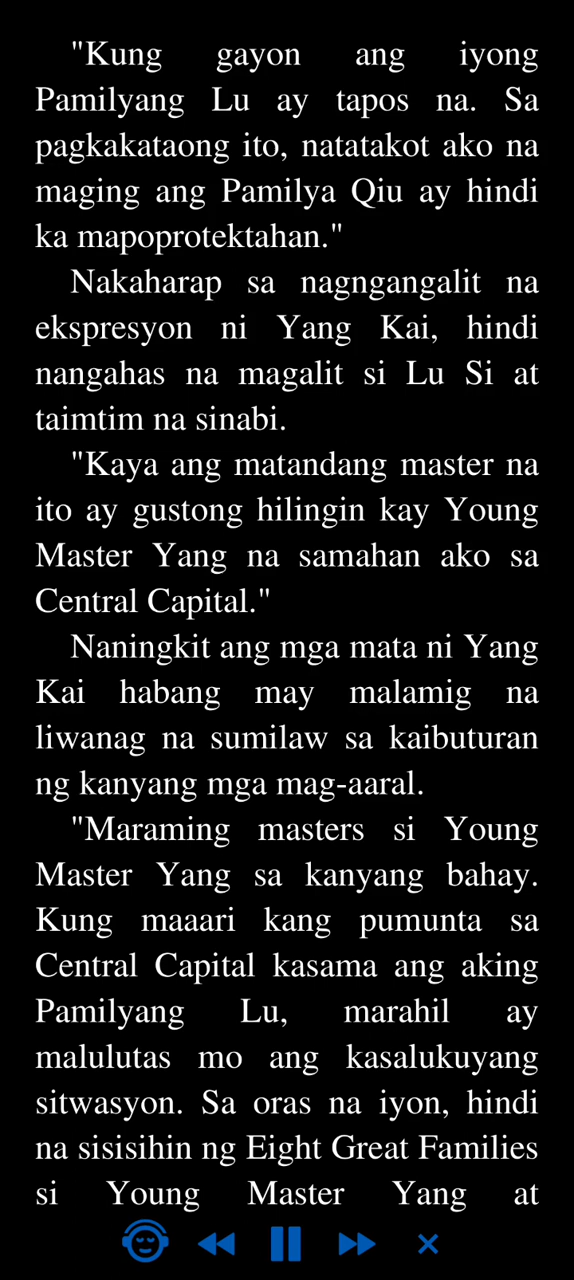 "Kung gayon ang iyong
Pamilyang Lu ay tapos na. Sa
pagkakataong ito, natatakot ako na
maging ang Pamilya Qiu ay hindi
ka mapoprotektahan."
Nakaharap sa nagngangalit na
ekspresyon ni Yang Kai, hindi
nangahas na magalit si Lu Si at
taimtim na sinabi.
"Kaya ang matandang master na
ito ay gustong hilingin kay Young
Master Yang na samahan ako sa
Central Capital."
Naningkit ang mga mata ni Yang
Kai habang may malamig na
liwanag na sumilaw sa kaibuturan
ng kanyang mga mag-aaral.
"Maraming masters si Young
Master Yang sa kanyang bahay.
Kung maaari kang pumunta sa
Central Capital kasama ang aking
Pamilyang Lu, marahil ay
malulutas mo ang kasalukuyang
sitwasyon. Sa oras na iyon, hindi
na sisisihin ng Eight Great Families
si Young Master Yang at